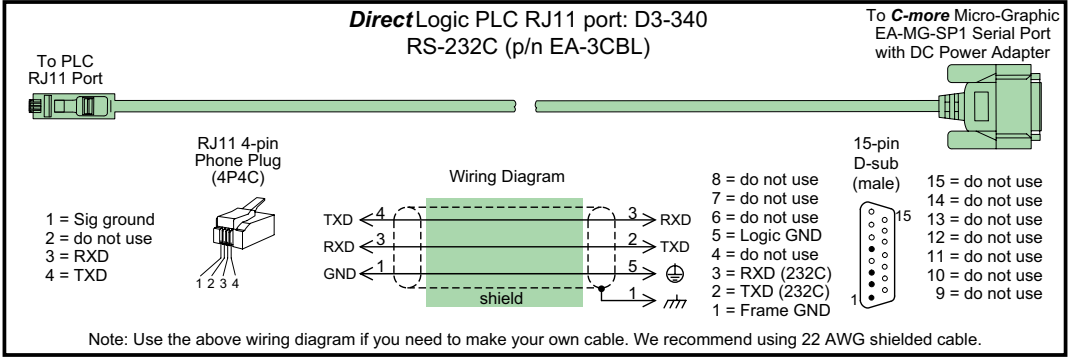 DirectLogic PLC RJ11 port: D3-340
RS-232C (p/n EA-3CBL)
To C-more Micro-Graphic
EA-MG-SP1 Serial Port
with DC Power Adapter
To PLC
RJ11 Port
RJ11 4-pin
Phone Plug
(4P4C)
1 = Sig ground
2 = do not use
3 = RXD
4 = TXD
1 2 3 4
Wiring Diagram
TXD 4 3 RXD
RXD 3 2 TXD
GND 1 5
shield 1
8 = do not use
7 = do not use
6 = do not use
5 = Logic GND
4 = do not use
3 = RXD (232C)
2 = TXD (232C)
1 = Frame GND
15-pin
D-sub
(male)
15
1
15 = do not use
14 = do not use
13 = do not use
12 = do not use
11 = do not use
10 = do not use
9 = do not use
Note: Use the above wiring diagram if you need to make your own cable. We recommend using 22 AWG shielded cable.